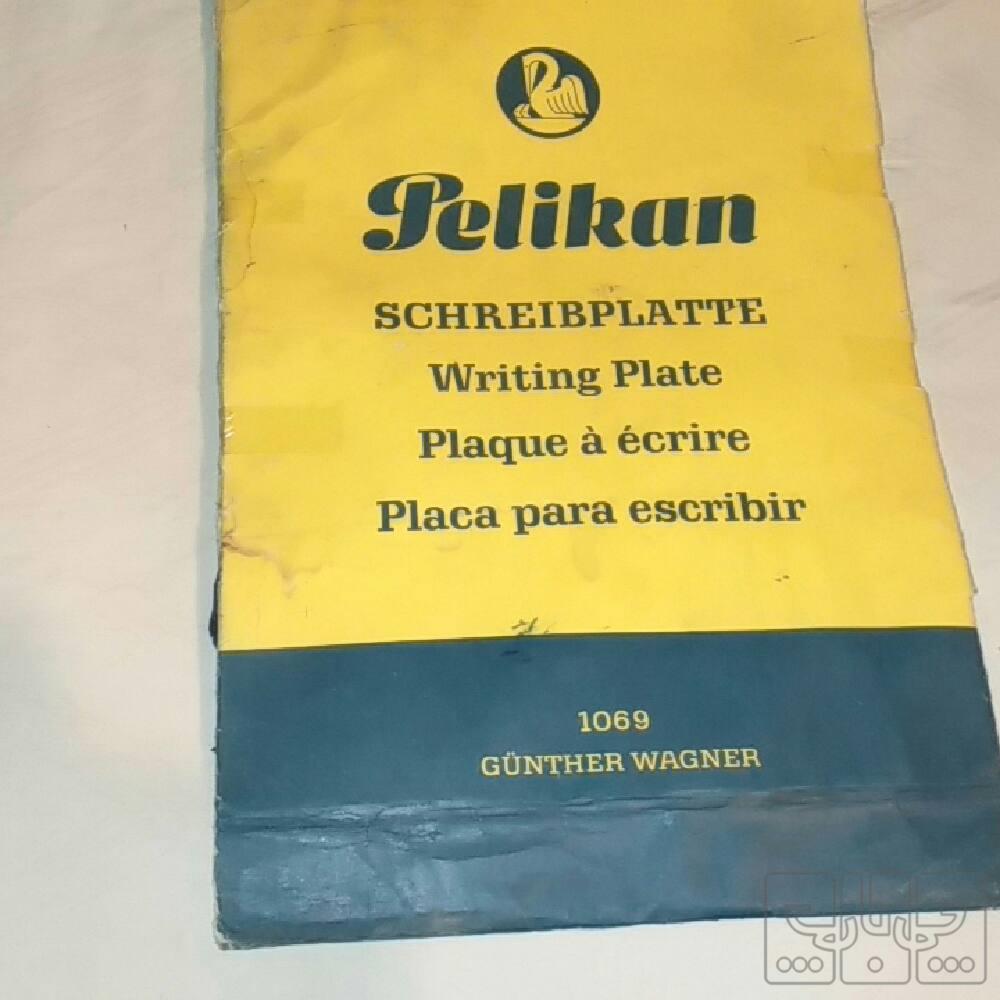 Pelikan
SCHREIBPLATTE
Writing Plate
Plaque à écrire
Placa para escribir
1069
GÜNTHER WAGNER